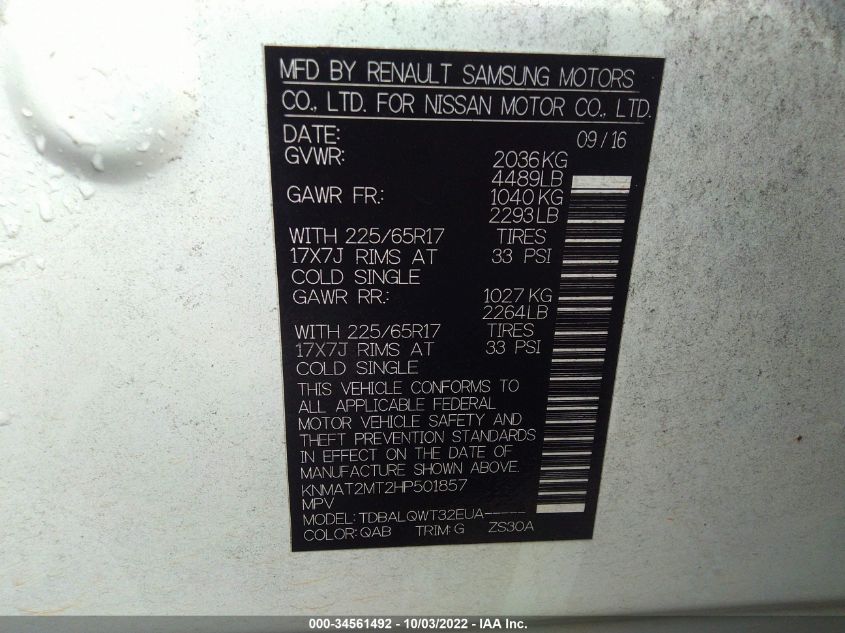 MFD BY RENAULT SAMSUNG MOTORS
CO., LTD. FOR NISSAN MOTOR CO., LTD.
DATE: 09/16
GVWR: 2036KG
4489LB
GAWR FR.: 1040KG
2293LB
WITH 225/65R17 TIRES
17X7J RIMS AT 33 PSI
COLD SINGLE
GAWR RR.: 1027KG
2264LB
WITH 225/65R17 TIRES
17X7J RIMS AT 33 PSI
COLD SINGLE
THIS VEHICLE CONFORMS TO
ALL APPLICABLE FEDERAL
MOTOR VEHICLE SAFETY AND
THEFT PREVENTION STANDARDS
IN EFFECT ON THE DATE OF
MANUFACTURE SHOWN ABOVE.
KNMAT2MT2HP501857
MPV
MODEL: TDBALQWT32EUA-----
COLOR: QAB TRIM: G ZS30A
000-34561492 - 10/03/2022 - IAA Inc.